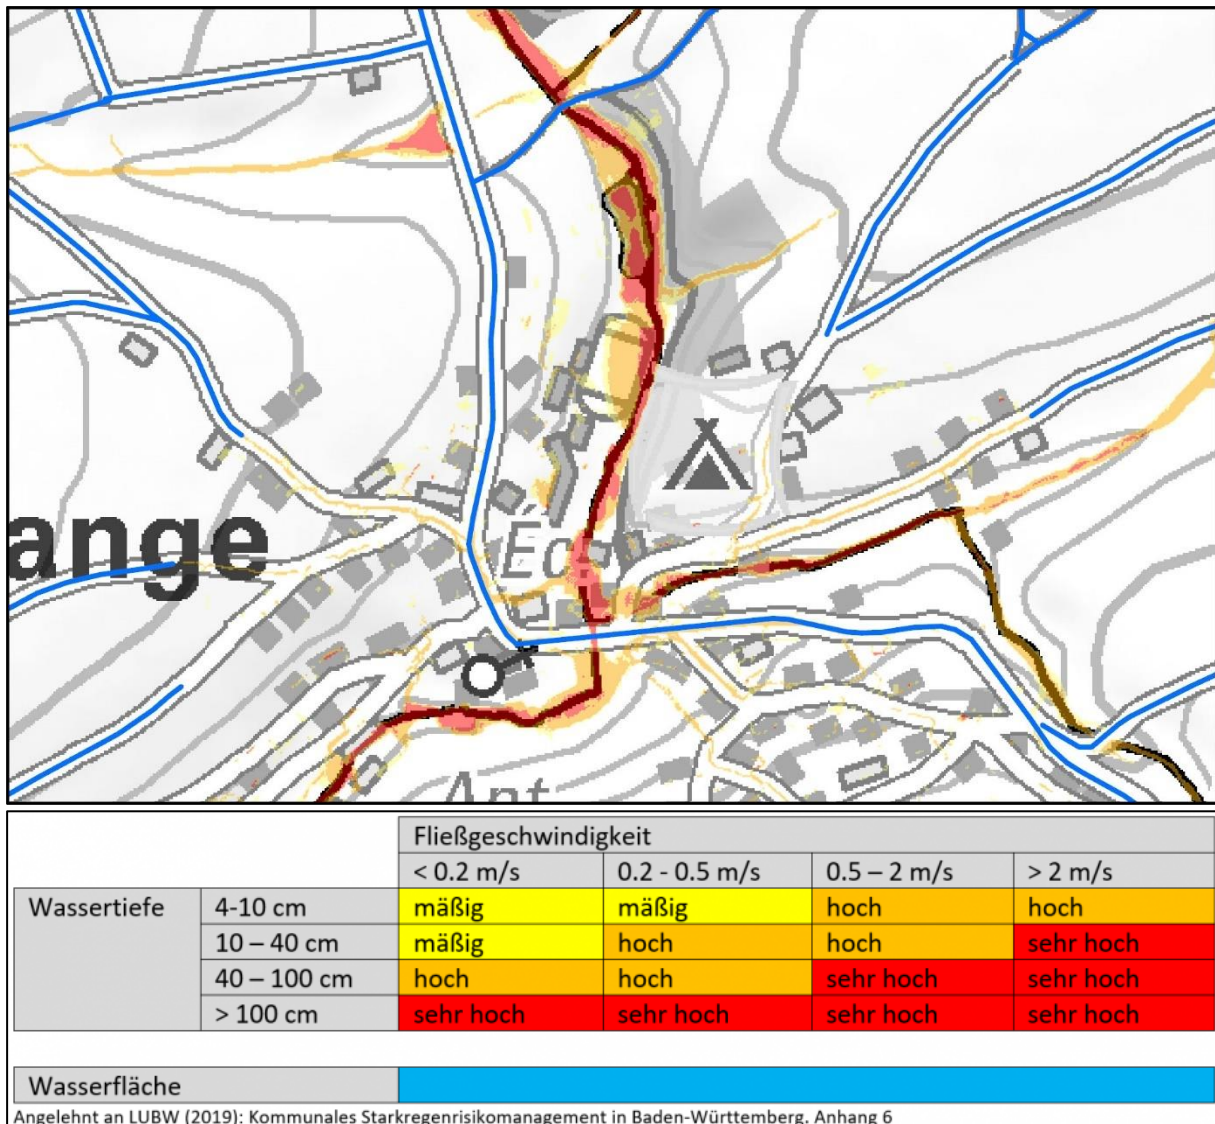 ange
Éco
Ant
Fließgeschwindigkeit
< 0.2 m/s 0.2 - 0.5 m/s 0.5 – 2 m/s > 2 m/s
Wassertiefe 4-10 cm mäßig mäßig hoch hoch
10 – 40 cm mäßig hoch hoch sehr hoch
40 – 100 cm hoch hoch sehr hoch sehr hoch
> 100 cm sehr hoch sehr hoch sehr hoch sehr hoch
Wasserfläche
Angelehnt an LUBW (2019): Kommunales Starkregenrisikomanagement in Baden-Württemberg, Anhang 6